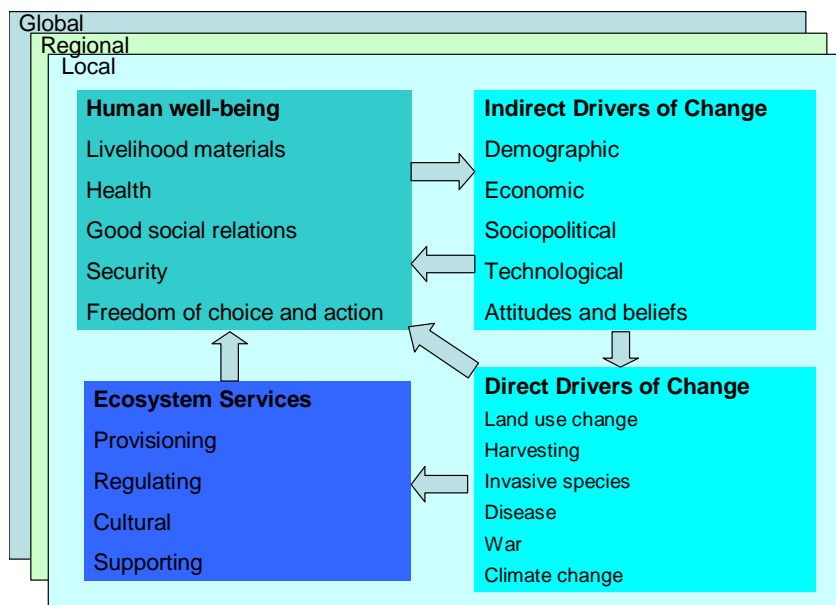 Global
Regional
Local
Human well-being
Livelihood materials
Health
Good social relations
Security
Freedom of choice and action
Indirect Drivers of Change
Demographic
Economic
Sociopolitical
Technological
Attitudes and beliefs
Ecosystem Services
Provisioning
Regulating
Cultural
Supporting
Direct Drivers of Change
Land use change
Harvesting
Invasive species
Disease
War
Climate change